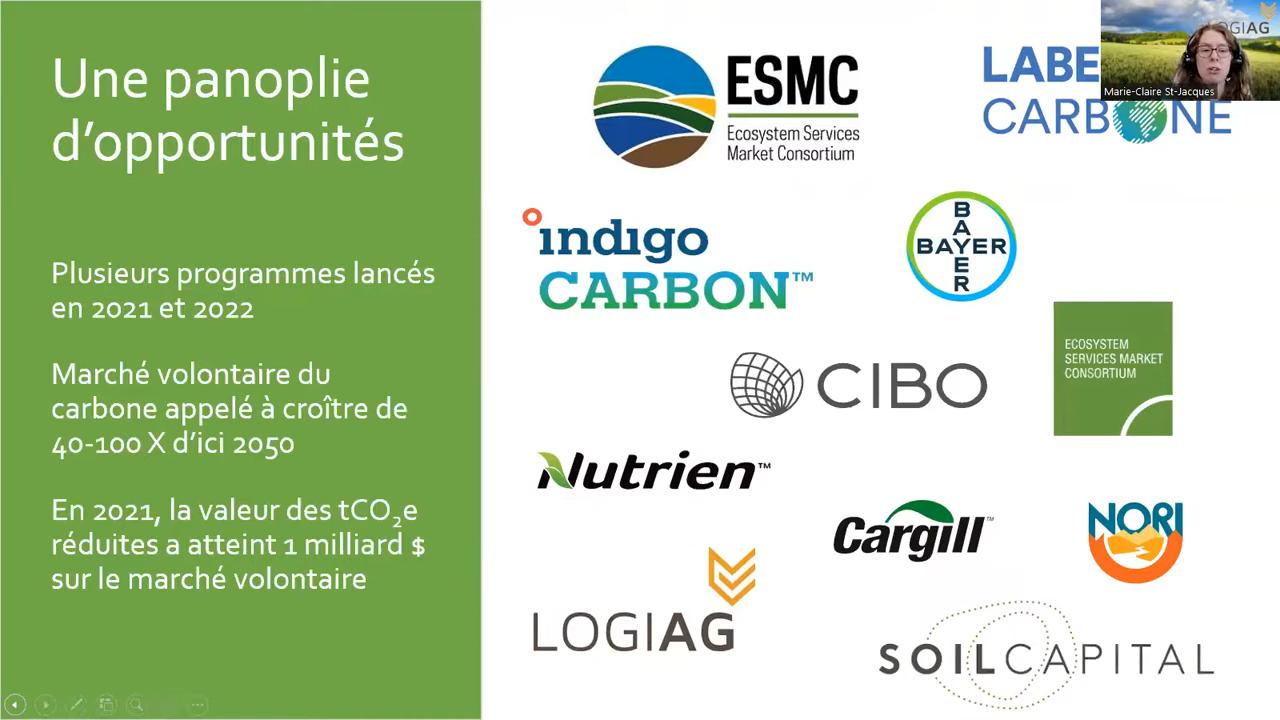 Une panoplie
d'opportunités
Plusieurs programmes lancés
en 2021 et 2022
Marché volontaire du
carbone appelé à croître de
40-100 X d'ici 2050
En 2021, la valeur des tCO₂e
réduites a atteint 1 milliard $
sur le marché volontaire
ESMC
Ecosystem Services
Market Consortium
LABE
CARBONE
LOGIAG
Marie-Claire St-Jacques
indigo
CARBON™
BAYER
BAYER
CIBO
ECOSYSTEM
SERVICES MARKET
CONSORTIUM
Nutrien™
Cargill™
NORI
LOGIAG
SOILCAPITAL